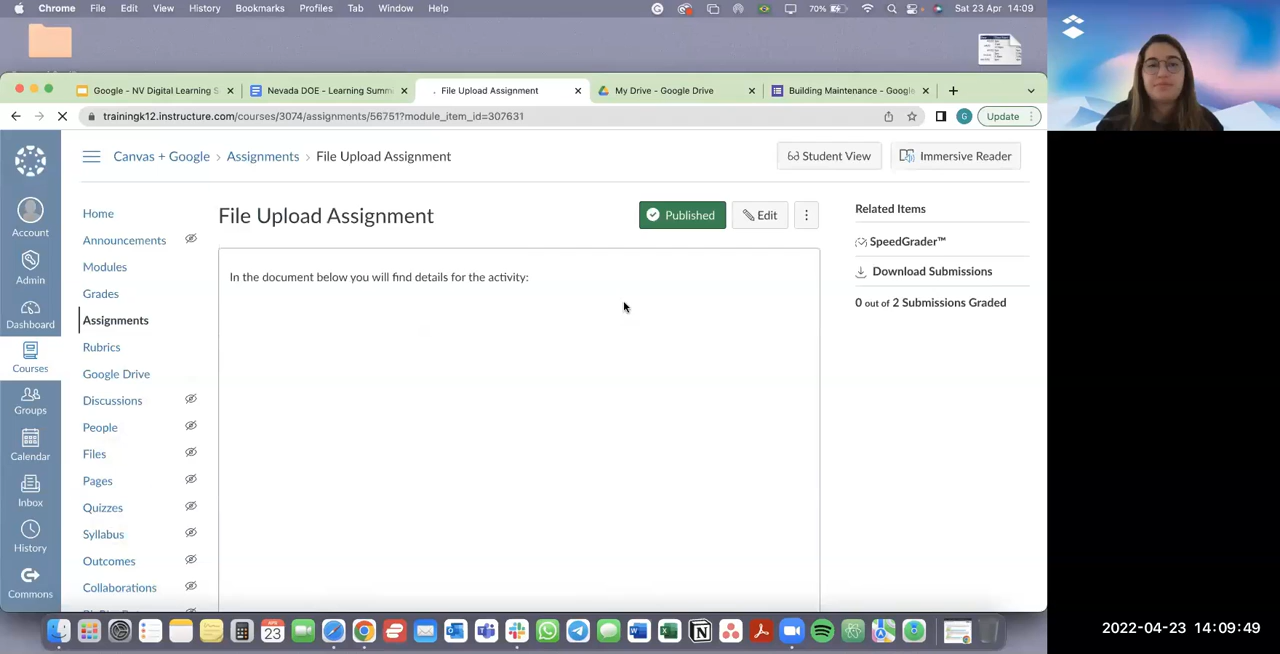 Chrome File Edit View History Bookmarks Profiles Tab Window Help 70% Sat 23 Apr 14:09
Google - NV Digital Learning S
Nevada DOE - Learning Summi
File Upload Assignment
My Drive - Google Drive
Building Maintenance - Google
trainingk12.instructure.com/courses/3074/assignments/56751?module_item_id=307631
G
Update
Canvas + Google > Assignments > File Upload Assignment
Student View
Immersive Reader
Account
Admin
Dashboard
Courses
Groups
Calendar
Inbox
History
Commons
Home
Announcements
Modules
Grades
Assignments
Rubrics
Google Drive
Discussions
People
Files
Pages
Quizzes
Syllabus
Outcomes
Collaborations
File Upload Assignment
Published
Edit
In the document below you will find details for the activity:
Related Items
SpeedGrader™
Download Submissions
0 out of 2 Submissions Graded
APR
23
2022-04-23 14:09:49